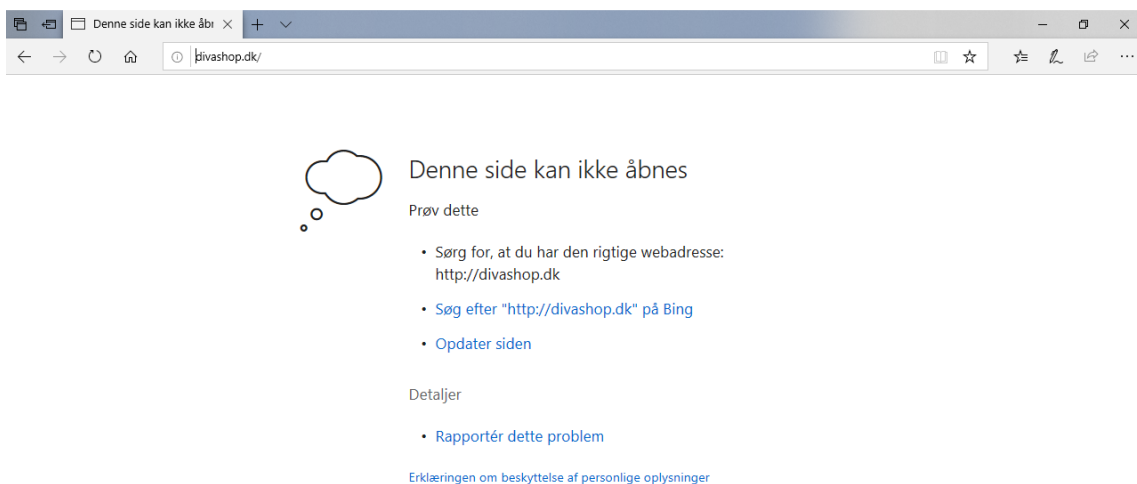 Denne side kan ikke åbr
divashop.dk/
Denne side kan ikke åbnes
Prøv dette
• Sørg for, at du har den rigtige webadresse:
http://divashop.dk
• Søg efter "http://divashop.dk" på Bing
• Opdater siden
Detaljer
• Rapportér dette problem
Erklæringen om beskyttelse af personlige oplysninger